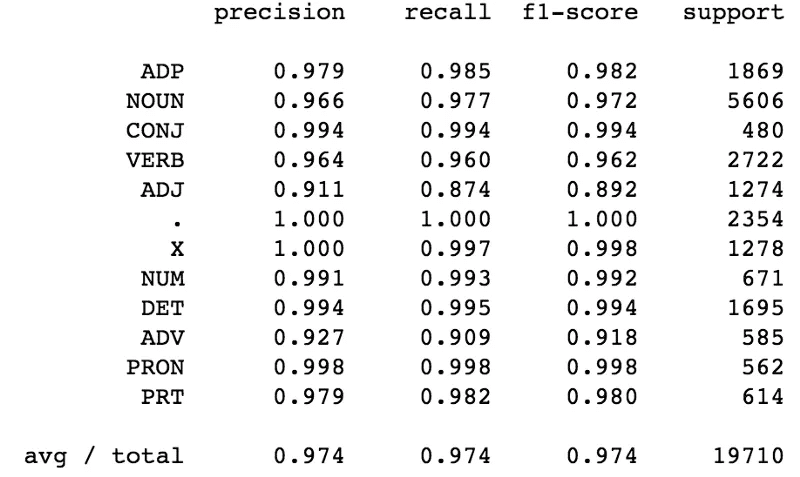 precision recall f1-score support
ADP 0.979 0.985 0.982 1869
NOUN 0.966 0.977 0.972 5606
CONJ 0.994 0.994 0.994 480
VERB 0.964 0.960 0.962 2722
ADJ 0.911 0.874 0.892 1274
. 1.000 1.000 1.000 2354
X 1.000 0.997 0.998 1278
NUM 0.991 0.993 0.992 671
DET 0.994 0.995 0.994 1695
ADV 0.927 0.909 0.918 585
PRON 0.998 0.998 0.998 562
PRT 0.979 0.982 0.980 614
avg / total 0.974 0.974 0.974 19710